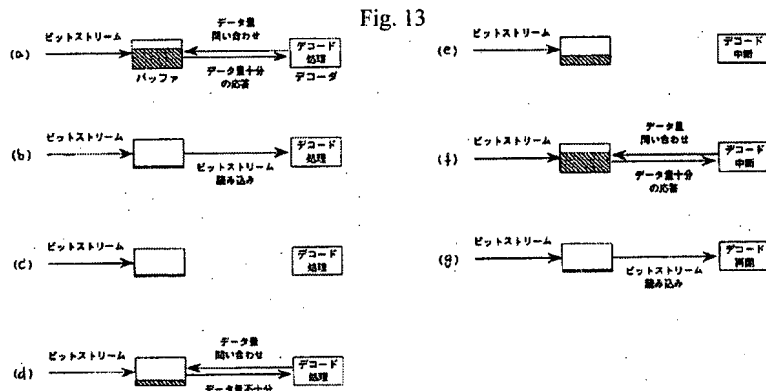 Fig. 13
(a)
ビットストリーム
バッファ
データ量
問い合わせ
データ量十分
の応答
デコード
処理
デコーダ
(b)
ビットストリーム
ビットストリーム
読み込み
デコード
処理
(c)
ビットストリーム
デコード
処理
(d)
ビットストリーム
データ量
問い合わせ
データ量不十分
デコード
処理
(e)
ビットストリーム
デコード
中断
(f)
ビットストリーム
データ量
問い合わせ
データ量十分
の応答
デコード
中断
(g)
ビットストリーム
ビットストリーム
読み込み
デコード
再開